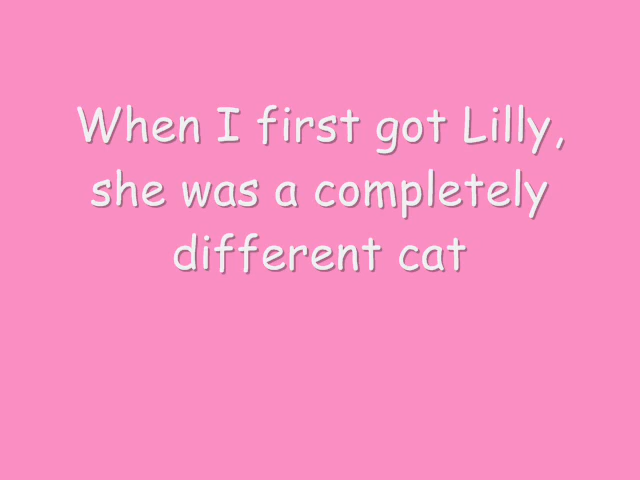 When I first got Lilly,
she was a completely
different cat